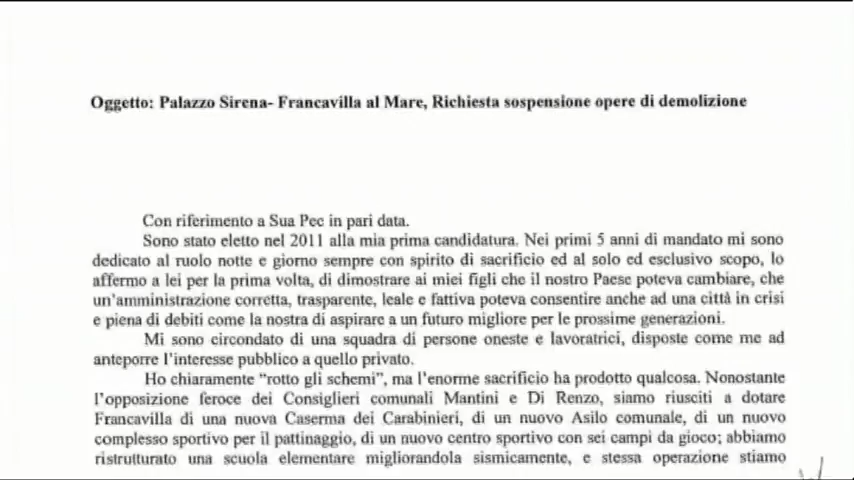 Oggetto: Palazzo Sirena- Francavilla al Mare, Richiesta sospensione opere di demolizione
Con riferimento a Sua Pec in pari data.
Sono stato eletto nel 2011 alla mia prima candidatura. Nei primi 5 anni di mandato mi sono
dedicato al ruolo notte e giorno sempre con spirito di sacrificio ed al solo ed esclusivo scopo, lo
affermo a lei per la prima volta, di dimostrare ai miei figli che il nostro Paese poteva cambiare, che
un'amministrazione corretta, trasparente, leale e fattiva poteva consentire anche ad una città in crisi
e piena di debiti come la nostra di aspirare a un futuro migliore per le prossime generazioni.
Mi sono circondato di una squadra di persone oneste e lavoratrici, disposte come me ad
anteporre l'interesse pubblico a quello privato.
Ho chiaramente "rotto gli schemi", ma l'enorme sacrificio ha prodotto qualcosa. Nonostante
l'opposizione feroce dei Consiglieri comunali Mantini e Di Renzo, siamo riusciti a dotare
Francavilla di una nuova Caserma dei Carabinieri, di un nuovo Asilo comunale, di un nuovo
complesso sportivo per il pattinaggio, di un nuovo centro sportivo con sei campi da gioco; abbiamo
ristrutturato una scuola elementare migliorandola sismicamente, e stessa operazione stiamo